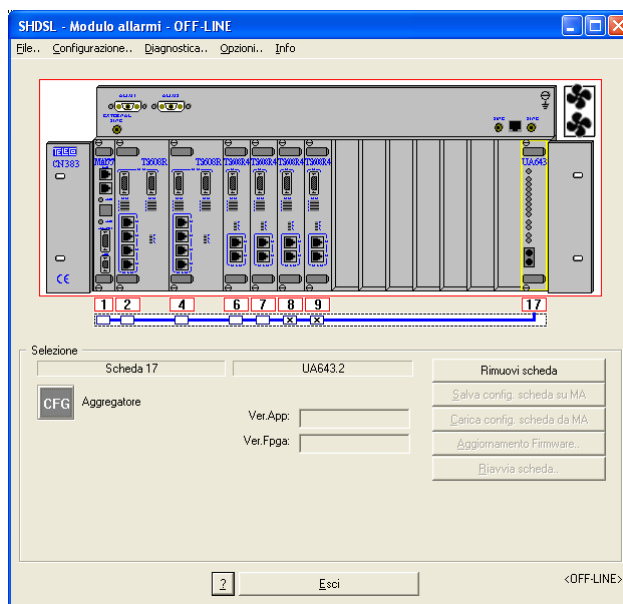 SHDSL - Modulo allarmi - OFF-LINE
File.. Configurazione.. Diagnostica.. Opzioni.. Info
CN383
TS608R TS608R TS608R4 TS608R4 TS608R4 TS608R4 UA643
CE
1 2 4 6 7 8 9 17
Selezione
Scheda 17 UA643.2 Rimuovi scheda
Salva config. scheda su MA
CFG Aggregatore
Ver.App: Carica config. scheda da MA
Ver.Fpga: Aggiornamento Firmware..
Riavvia scheda..
? Esci <OFF-LINE>